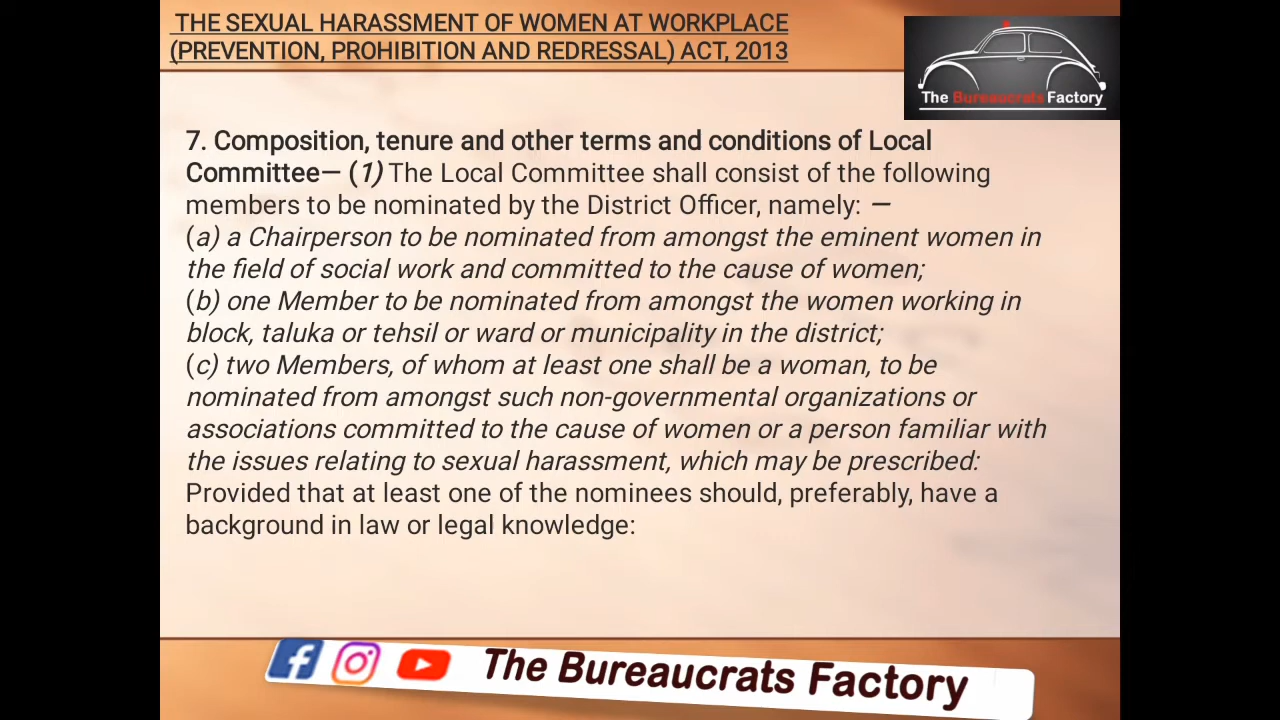 THE SEXUAL HARASSMENT OF WOMEN AT WORKPLACE
(PREVENTION, PROHIBITION AND REDRESSAL) ACT, 2013
The Bureaucrats Factory
7. Composition, tenure and other terms and conditions of Local
Committee— (1) The Local Committee shall consist of the following
members to be nominated by the District Officer, namely: —
(a) a Chairperson to be nominated from amongst the eminent women in
the field of social work and committed to the cause of women;
(b) one Member to be nominated from amongst the women working in
block, taluka or tehsil or ward or municipality in the district;
(c) two Members, of whom at least one shall be a woman, to be
nominated from amongst such non-governmental organizations or
associations committed to the cause of women or a person familiar with
the issues relating to sexual harassment, which may be prescribed:
Provided that at least one of the nominees should, preferably, have a
background in law or legal knowledge:
The Bureaucrats Factory